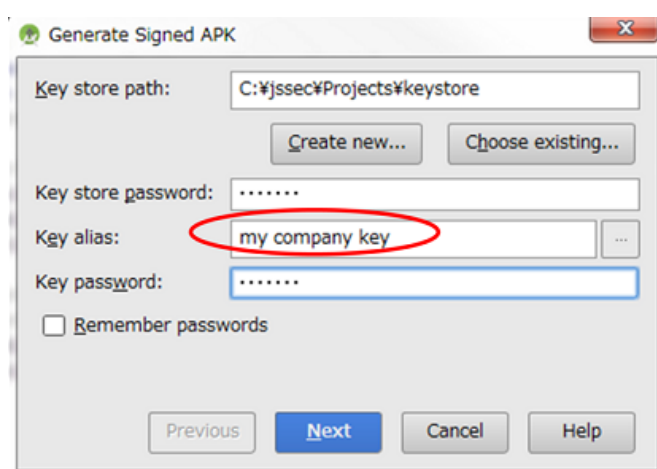 Generate Signed APK
Key store path: C:¥jssec¥Projects¥keystore
Create new... Choose existing...
Key store password: •••••••
Key alias: my company key ...
Key password: •••••••
Remember passwords
Previous Next Cancel Help